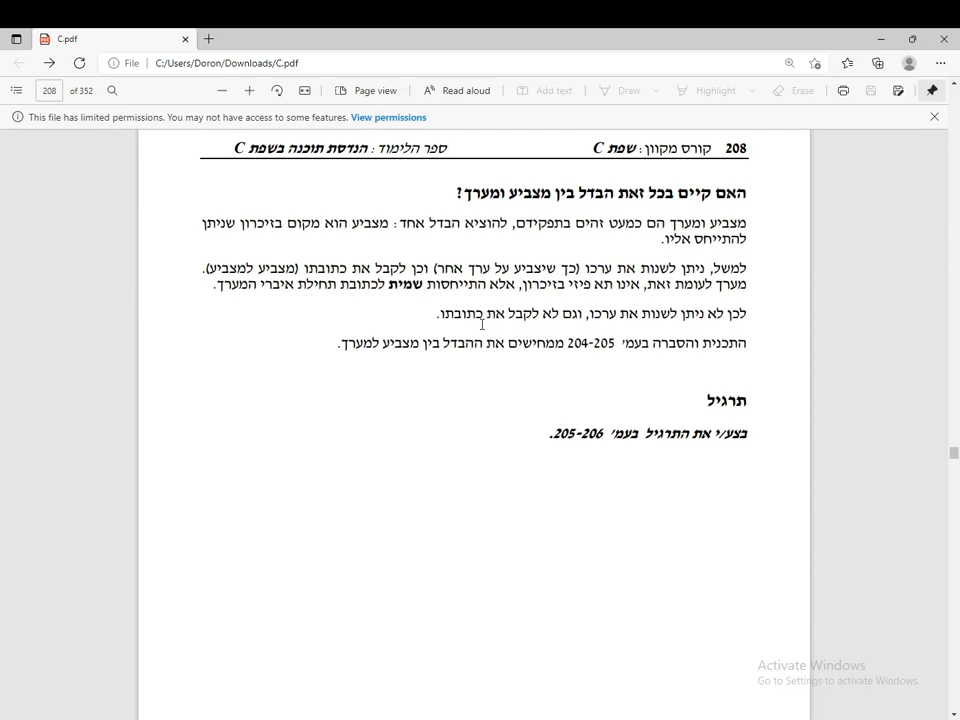 C.pdf
File
C:/Users/Doron/Downloads/C.pdf
208 of 352
Page view
Read aloud
Add text
Draw
Highlight
Erase
This file has limited permissions. You may not have access to some features. View permissions
208 קורס מקוון: שפת C
ספר הלימוד: הנדסת תוכנה בשפת C
האם קיים בכל זאת הבדל בין מצביע ומערך?
מצביע ומערך הם כמעט זהים בתפקידם, להוציא הבדל אחד: מצביע הוא מקום בזיכרון שניתן
להתייחס אליו.
למשל, ניתן לשנות את ערכו (כך שיצביע על ערך אחר) וכן לקבל את כתובתו (מצביע למצביע).
מערך לעומת זאת, אינו תא פיזי בזיכרון, אלא התייחסות שמית לכתובת תחילת איברי המערך.
לכן לא ניתן לשנות את ערכו, וגם לא לקבל את כתובתו.
התכנית והסברה בעמ' 204-205 ממחישים את ההבדל בין מצביע למערך.
תרגיל
בצע/י את התרגיל בעמ' 205-206.
Activate Windows
Go to Settings to activate Windows.